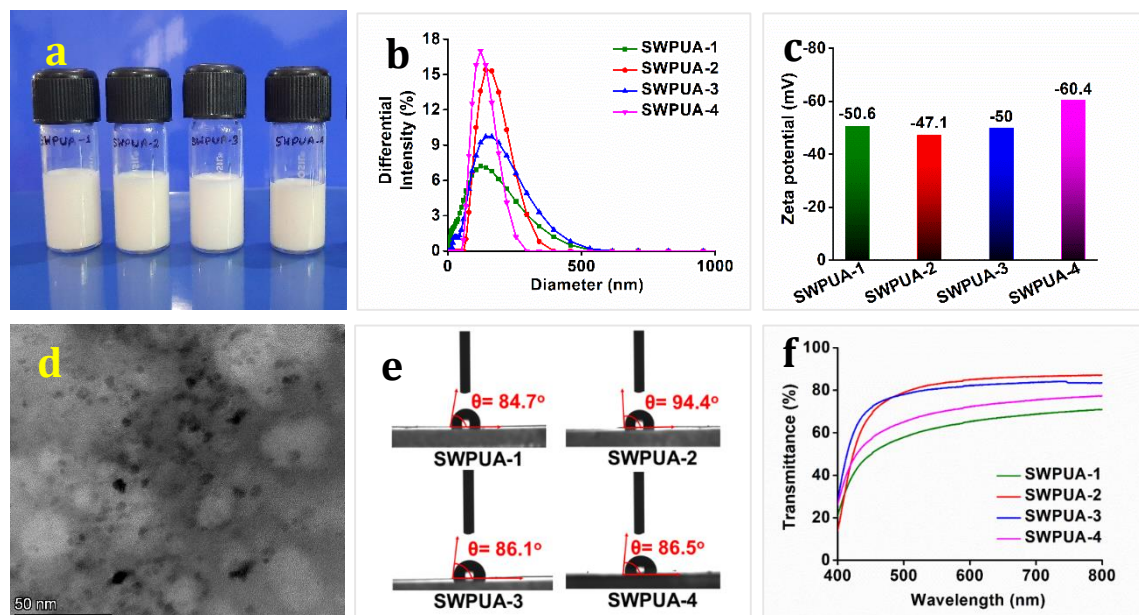 a
SWPUA-2
SWPUA-3
SWPUA-4
b
18
15
12
9
6
3
0
Differential
Intensity (%)
SWPUA-1
SWPUA-2
SWPUA-3
SWPUA-4
0
500
1000
Diameter (nm)
c
-80
-60
-40
-20
0
Zeta potential (mV)
-50.6
-47.1
-50
-60.4
SWPUA-1
SWPUA-2
SWPUA-3
SWPUA-4
d
50 nm
e
θ= 84.7°
SWPUA-1
θ= 94.4°
SWPUA-2
θ= 86.1°
SWPUA-3
θ= 86.5°
SWPUA-4
f
100
80
60
40
20
0
Transmittance (%)
SWPUA-1
SWPUA-2
SWPUA-3
SWPUA-4
400
500
600
700
800
Wavelength (nm)